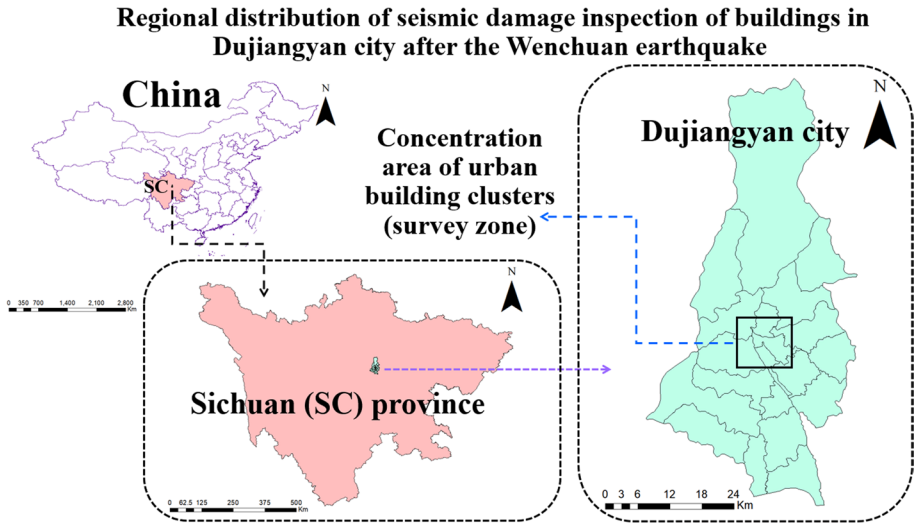 Regional distribution of seismic damage inspection of buildings in
Dujiangyan city after the Wenchuan earthquake
China
N
SC
0 350 700 1,400 2,100 2,800
Km
Concentration
area of urban
building clusters
(survey zone)
N
Sichuan (SC) province
0 62.5 125 250 375 500
Km
N
Dujiangyan city
0 3 6 12 18 24
Km